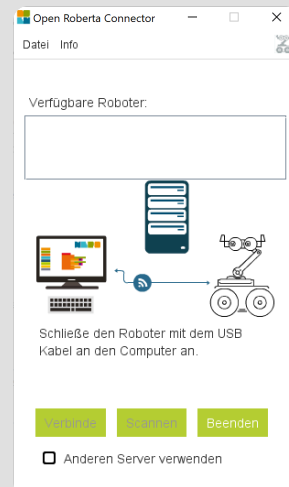 Open Roberta Connector
Datei Info
Verfügbare Roboter:
Schließe den Roboter mit dem USB
Kabel an den Computer an.
Verbinde Scannen Beenden
Anderen Server verwenden